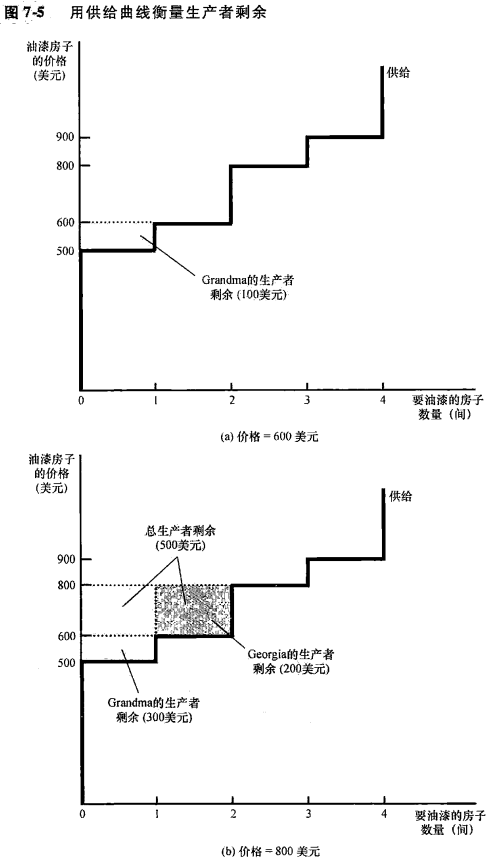 图 7-5 用供给曲线衡量生产者剩余
油漆房子
的价格
(美元)
供给
900
800
600
500
Grandma的生产者
剩余 (100美元)
0 1 2 3 4
要油漆的房子
数量（间）
(a) 价格 = 600 美元
油漆房子
的价格
(美元)
供给
总生产者剩余
(500美元)
900
800
600
500
Georgia的生产者
剩余 (200美元)
Grandma的生产者
剩余 (300美元)
0 1 2 3 4
要油漆的房子
数量（间）
(b) 价格 = 800 美元